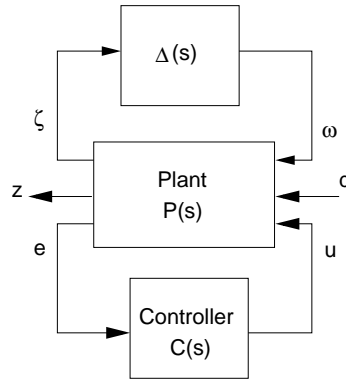 Δ(s)
ζ
ω
z
Plant
P(s)
e
u
Controller
C(s)